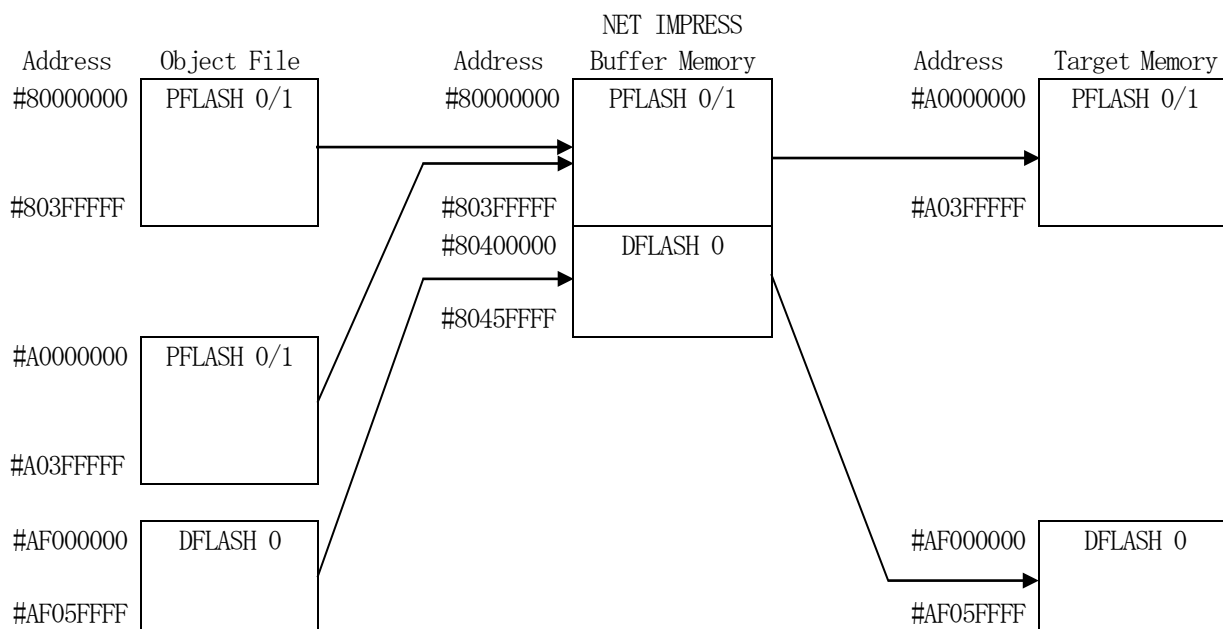 NET IMPRESS
Address Object File Address Buffer Memory Address Target Memory
#80000000 PFLASH 0/1 #80000000 PFLASH 0/1 #A0000000 PFLASH 0/1
#803FFFFF #803FFFFF #A03FFFFF
#80400000 DFLASH 0
#8045FFFF
#A0000000 PFLASH 0/1
#A03FFFFF
#AF000000 DFLASH 0 #AF000000 DFLASH 0
#AF05FFFF #AF05FFFF